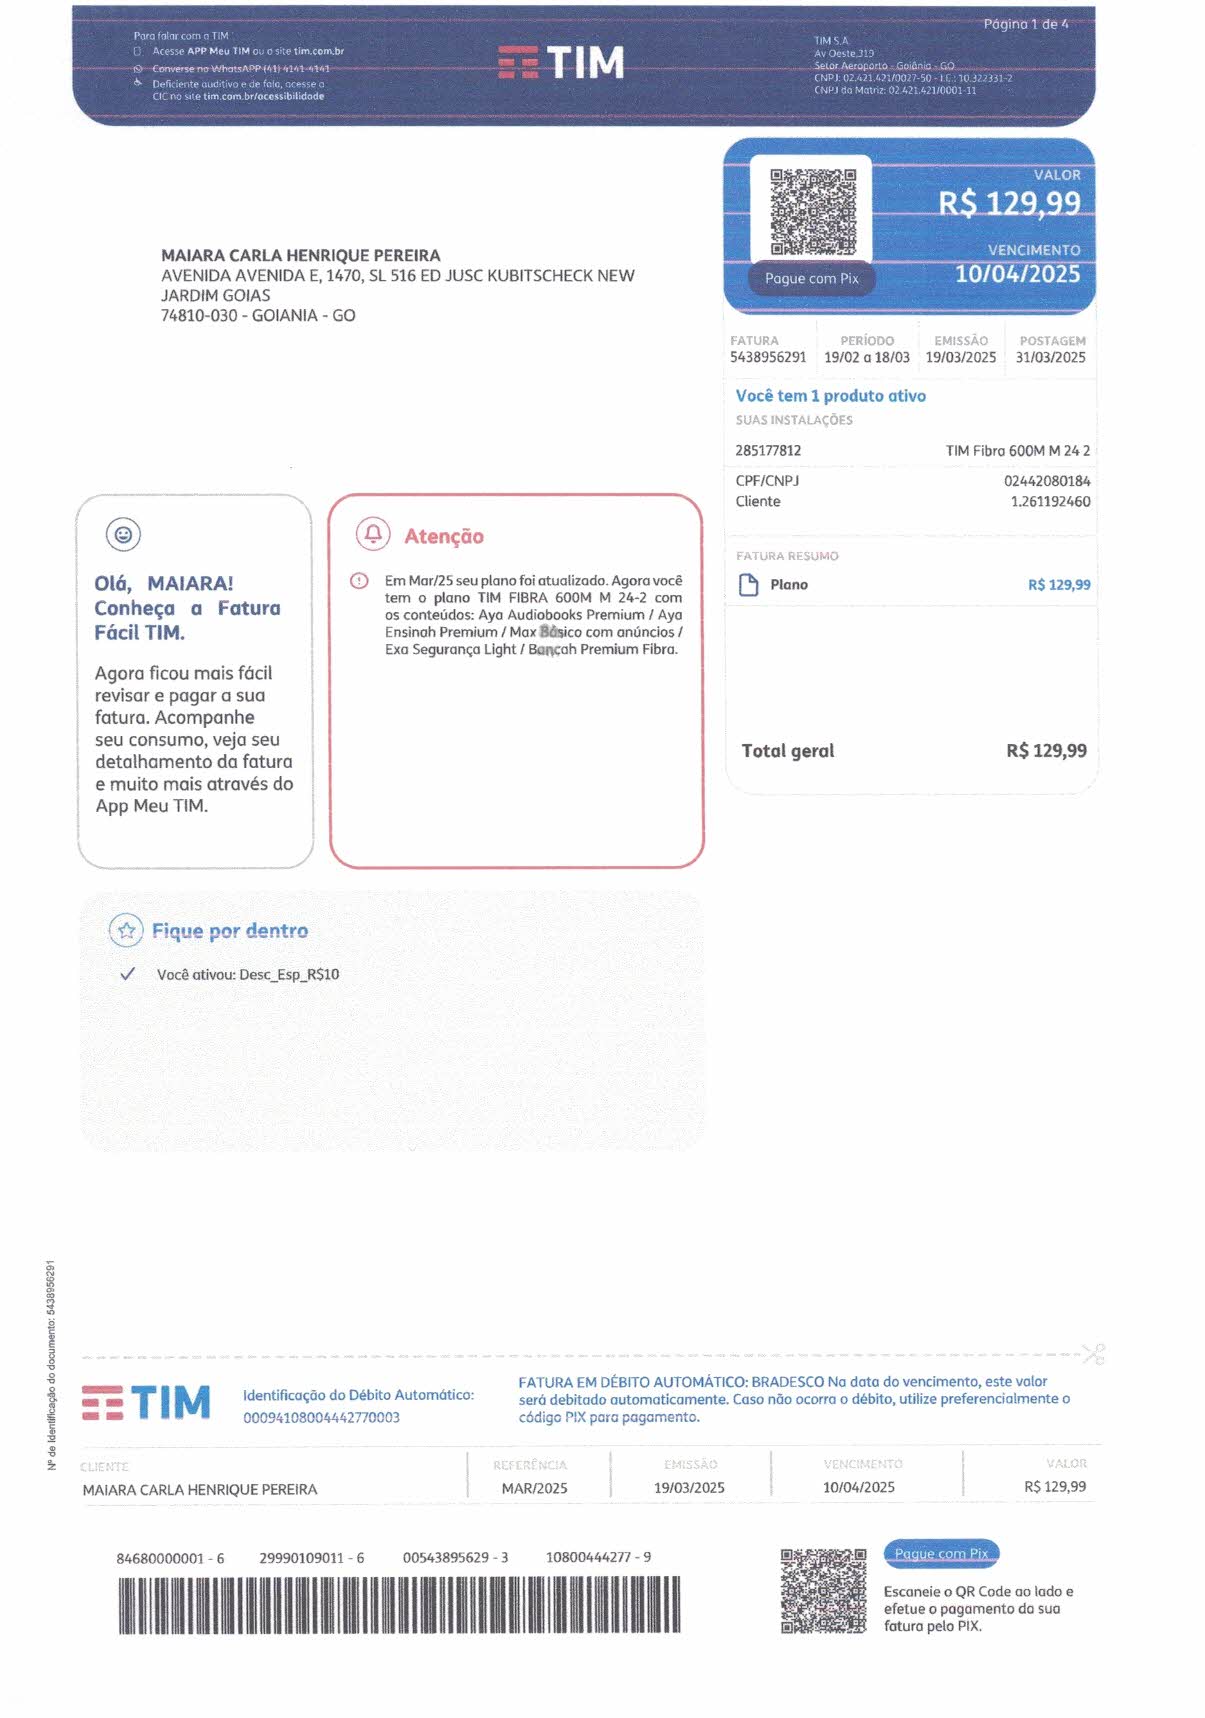 Página 1 de 4
Para falar com a TIM
Acesse APP Meu TIM ou o site tim.com.br
Converse no WhatsAPP (41) 4141-4141
Deficiente auditivo e de fala, acesse o
CIC no site tim.com.br/acessibilidade
TIM
TIM S.A.
Av Oeste,319
Setor Aeroporto - Goiânia - GO
CNPJ: 02.421.421/0027-50 - I.E.: 10.322331-2
CNPJ da Matriz: 02.421.421/0001-11
VALOR
R$ 129,99
VENCIMENTO
10/04/2025
Pague com Pix
MAIARA CARLA HENRIQUE PEREIRA
AVENIDA AVENIDA E, 1470, SL 516 ED JUSC KUBITSCHECK NEW
JARDIM GOIAS
74810-030 - GOIANIA - GO
FATURA PERÍODO EMISSÃO POSTAGEM
5438956291 19/02 a 18/03 19/03/2025 31/03/2025
Você tem 1 produto ativo
SUAS INSTALAÇÕES
285177812 TIM Fibra 600M M 24 2
CPF/CNPJ 02442080184
Cliente 1.261192460
FATURA RESUMO
Plano R$ 129,99
Total geral R$ 129,99
Olá, MAIARA!
Conheça a Fatura
Fácil TIM.
Agora ficou mais fácil
revisar e pagar a sua
fatura. Acompanhe
seu consumo, veja seu
detalhamento da fatura
e muito mais através do
App Meu TIM.
Atenção
Em Mar/25 seu plano foi atualizado. Agora você
tem o plano TIM FIBRA 600M M 24-2 com
os conteúdos: Aya Audiobooks Premium / Aya
Ensinah Premium / Max Básico com anúncios /
Exa Segurança Light / Bancah Premium Fibra.
Fique por dentro
Você ativou: Desc_Esp_R$10
Nº de Identificação do documento: 5438956291
TIM
Identificação do Débito Automático:
00094108004442770003
FATURA EM DÉBITO AUTOMÁTICO: BRADESCO Na data do vencimento, este valor
será debitado automaticamente. Caso não ocorra o débito, utilize preferencialmente o
código PIX para pagamento.
CLIENTE REFERÊNCIA EMISSÃO VENCIMENTO VALOR
MAIARA CARLA HENRIQUE PEREIRA MAR/2025 19/03/2025 10/04/2025 R$ 129,99
84680000001 - 6 29990109011 - 6 00543895629 - 3 10800444277 - 9
Pague com Pix
Escaneie o QR Code ao lado e
efetue o pagamento da sua
fatura pelo PIX.